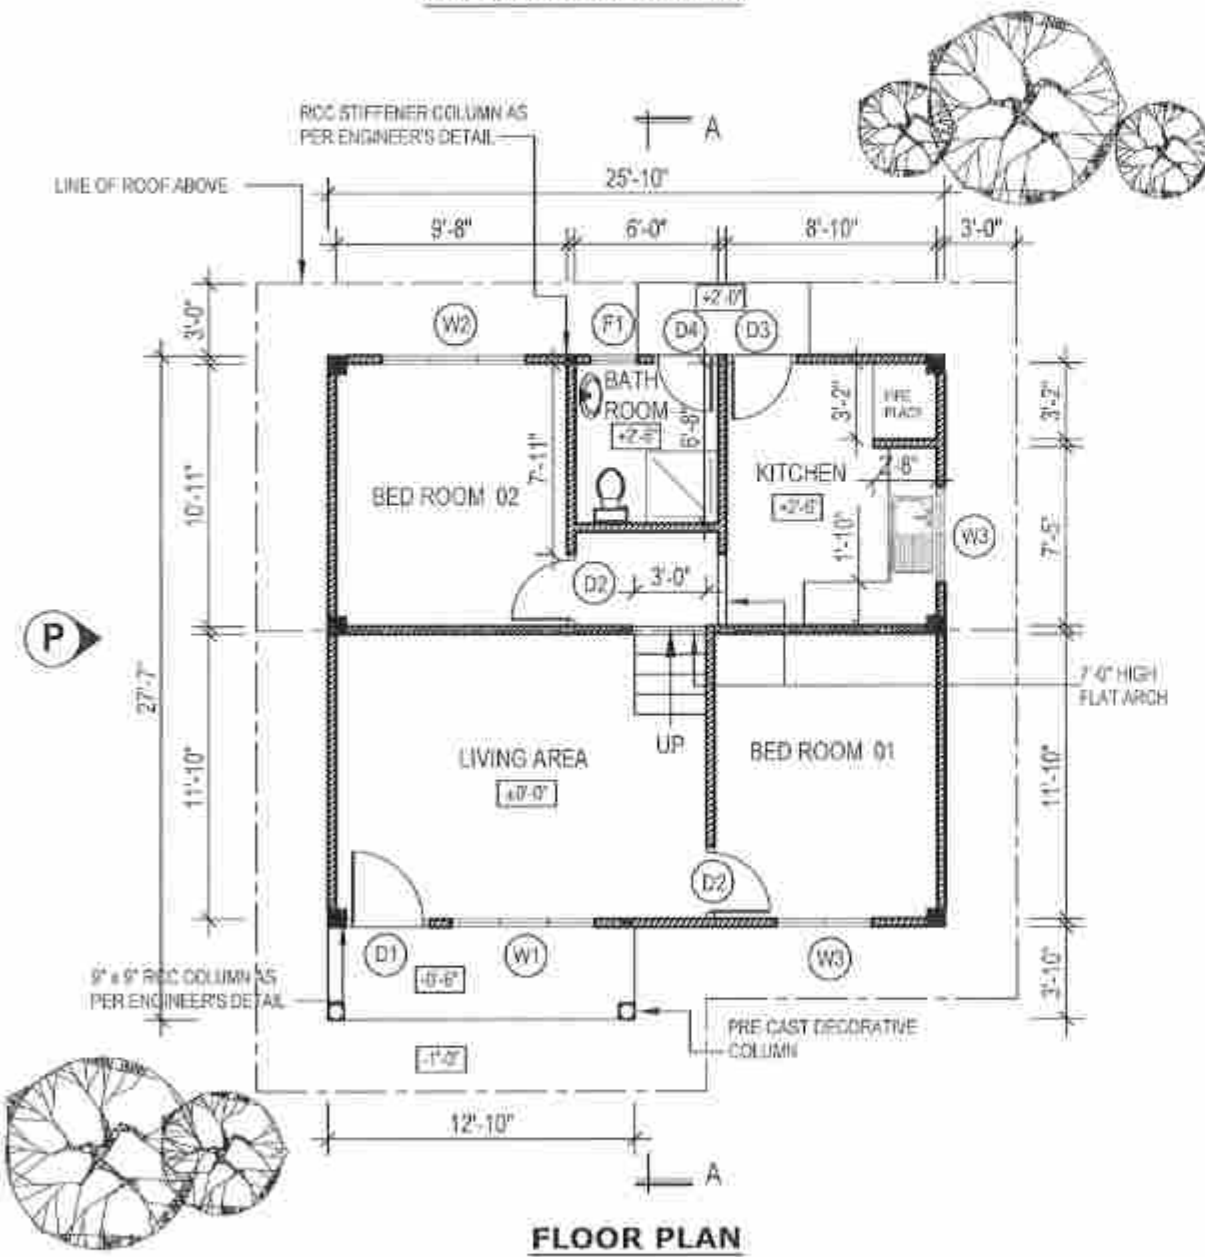 RCC STIFFENER COLUMN AS
PER ENGINEER'S DETAIL
A
LINE OF ROOF ABOVE
25'-10"
9'-8"
6'-0"
8'-10"
3'-0"
3'-0"
+2'-0"
W2
F1
D4
D3
BATH
ROOM
+2'-6"
FIRE
PLACE
3'-2"
3'-2"
6'-8"
7'-11"
10'-11"
BED ROOM 02
KITCHEN
+2'-6"
2'-8"
1'-10"
W3
7'-5"
D2
3'-0"
P
27'-7"
7'-0" HIGH
FLAT ARCH
UP
LIVING AREA
±0'-0"
BED ROOM 01
11'-10"
11'-10"
D2
D1
W1
W3
-0'-6"
9" x 9" RCC COLUMN AS
PER ENGINEER'S DETAIL
3'-10"
PRE CAST DECORATIVE
COLUMN
-1'-0"
12'-10"
A
FLOOR PLAN